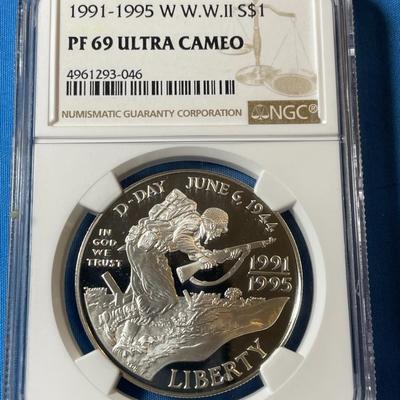 1991-1995 W W.W.II S$1
PF 69 ULTRA CAMEO
4961293-046
NUMISMATIC GUARANTY CORPORATION
NGC®
D-DAY JUNE 6, 1944
IN
GOD
WE
TRUST
1991
1995
LIBERTY